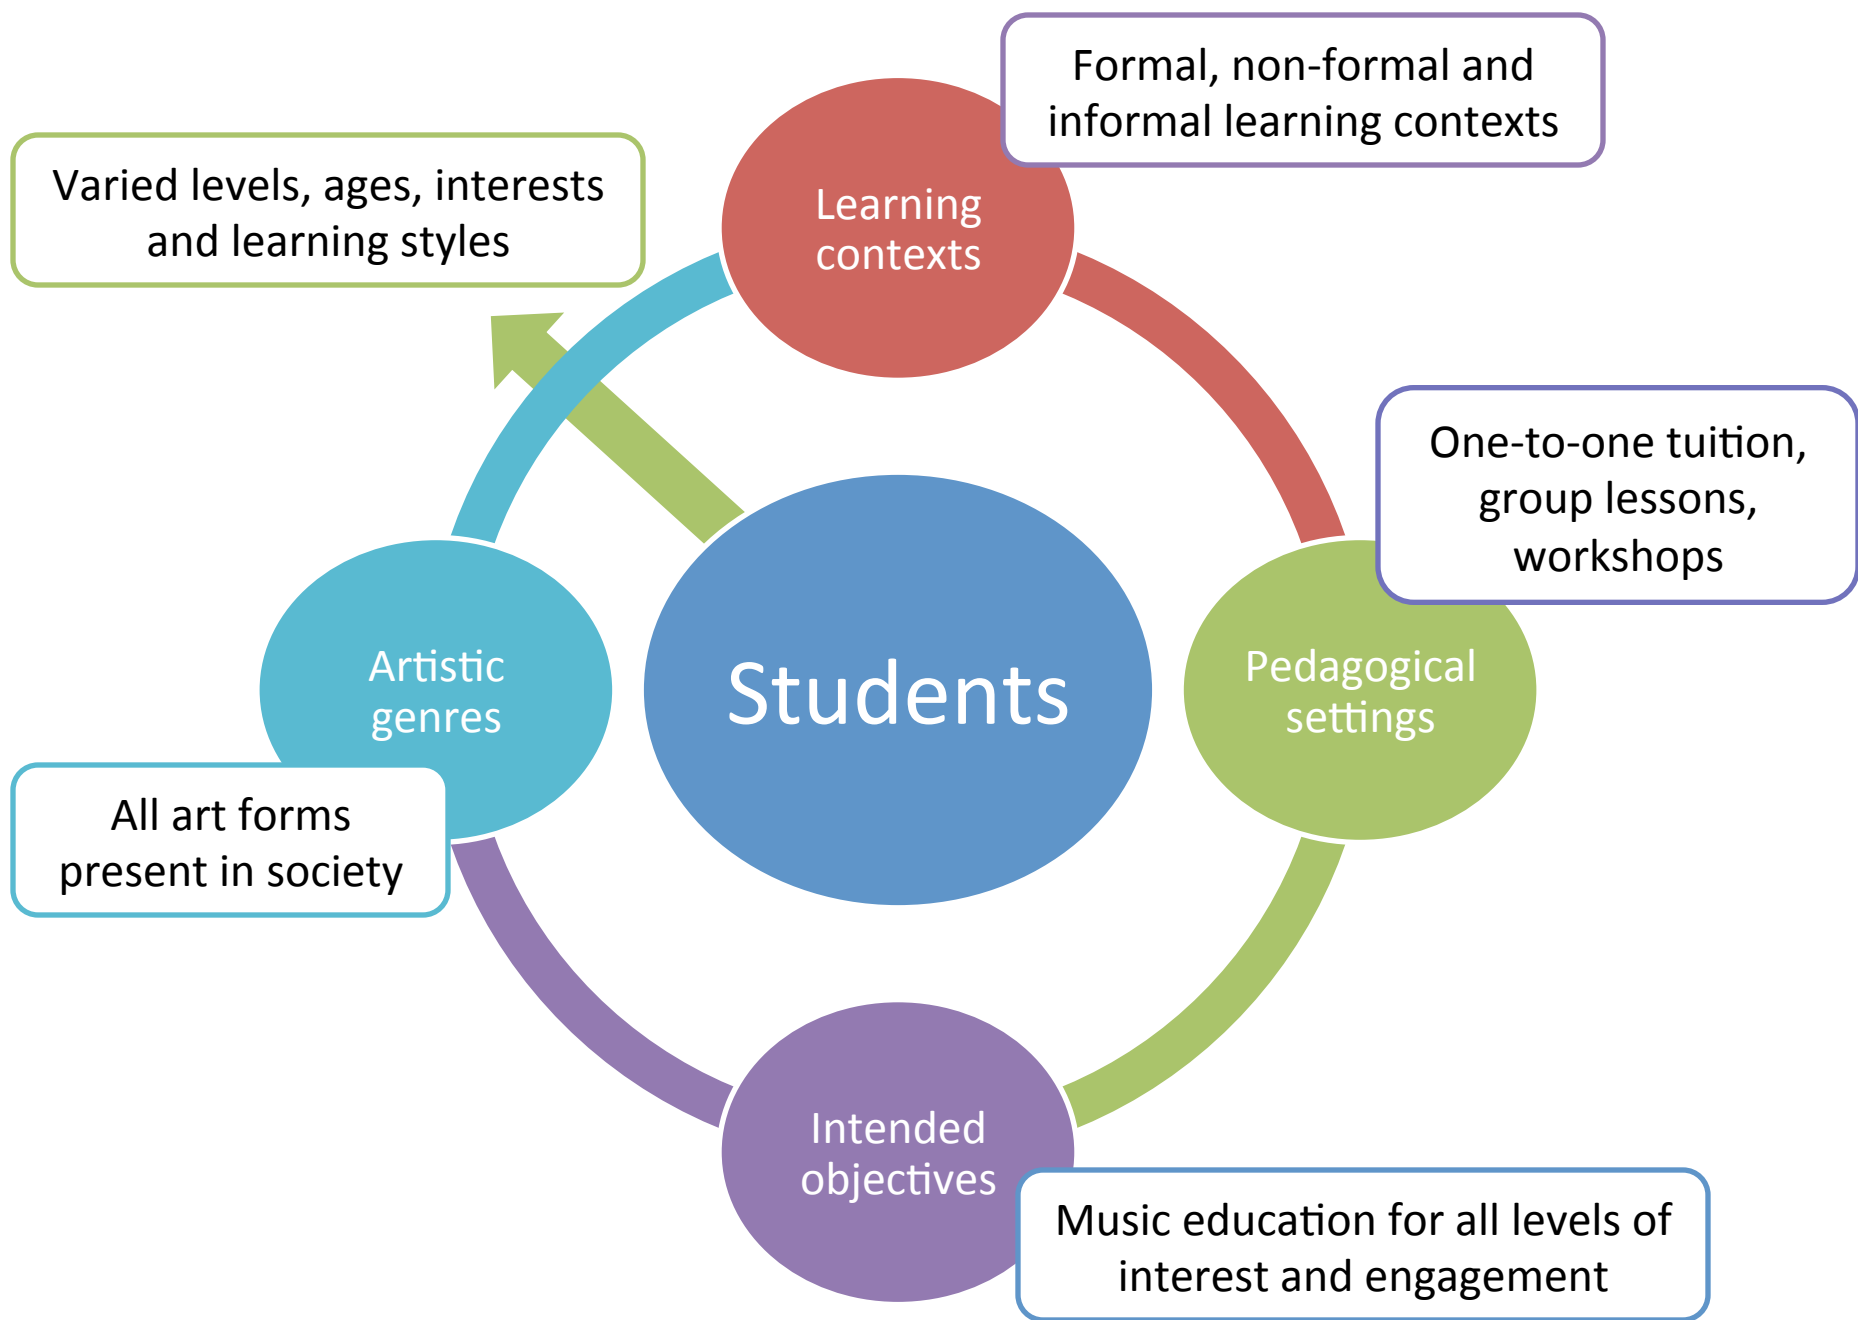 Formal, non-formal and
informal learning contexts
Varied levels, ages, interests
and learning styles
Learning
contexts
One-to-one tuition,
group lessons,
workshops
Artistic
genres
Students
Pedagogical
settings
All art forms
present in society
Intended
objectives
Music education for all levels of
interest and engagement